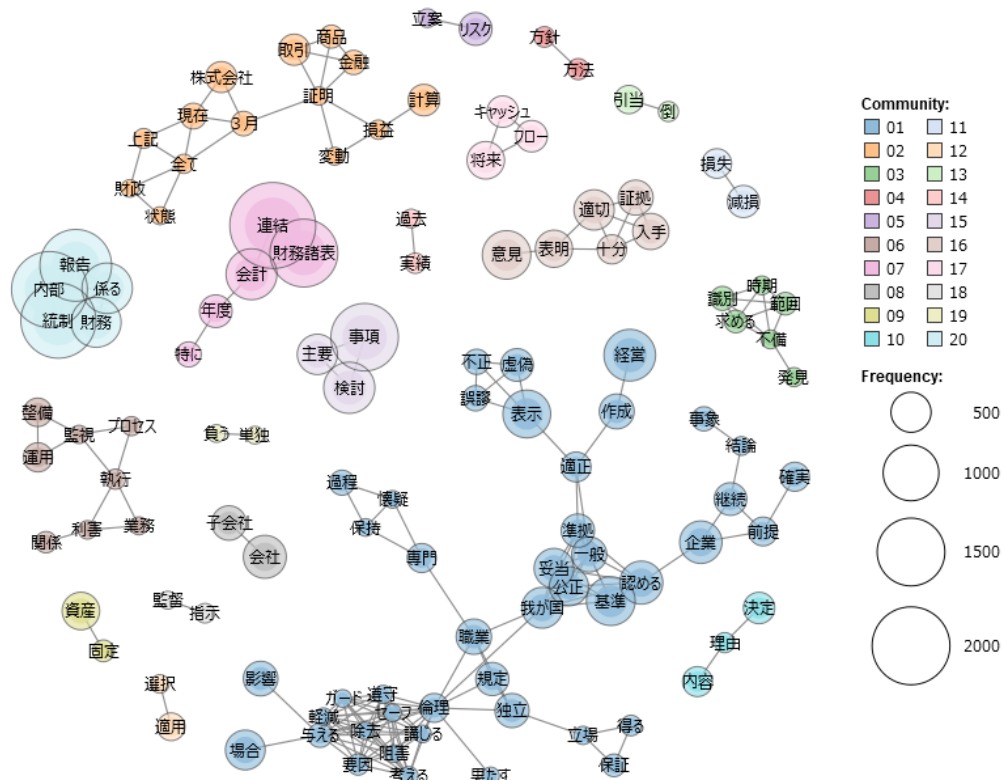 立案
リスク
方針
方法
商品
取引
金融
株式会社
証明
計算
現在
3月
損益
変動
上記
全て
財政
状態
キャッシュ
フロー
将来
引当
倒
損失
減損
連結
財務諸表
会計
年度
特に
過去
実績
証拠
適切
入手
意見
表明
十分
報告
内部
係る
統制
財務
主要
事項
検討
時期
識別
範囲
求める
不備
発見
不正
虚偽
誤謬
表示
経営
作成
適正
整備
監視
プロセス
運用
執行
関係
利害
業務
負う
単独
子会社
会社
過程
懐疑
保持
専門
事象
結論
確実
継続
前提
企業
準拠
一般
妥当
公正
認める
基準
我が国
監督
指示
資産
固定
職業
規定
独立
決定
理由
内容
選択
適用
影響
場合
ガード
遵守
セーフ
倫理
軽減
与える
除去
講じる
阻害
要因
考える
果たす
立場
得る
保証
Community:
01
11
02
12
03
13
04
14
05
15
06
16
07
17
08
18
09
19
10
20
Frequency:
500
1000
1500
2000